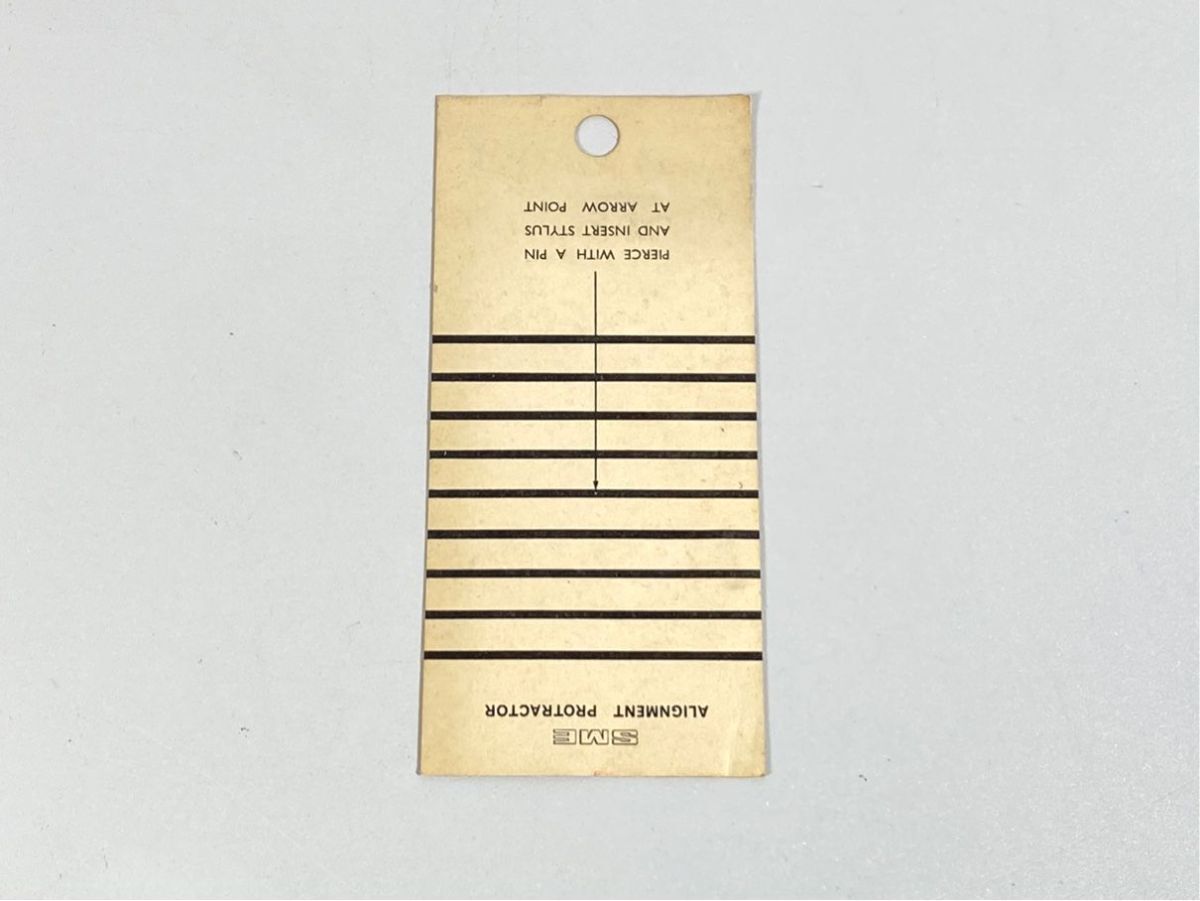 SME
ALIGNMENT PROTRACTOR
PIERCE WITH A PIN
AND INSERT STYLUS
AT ARROW POINT